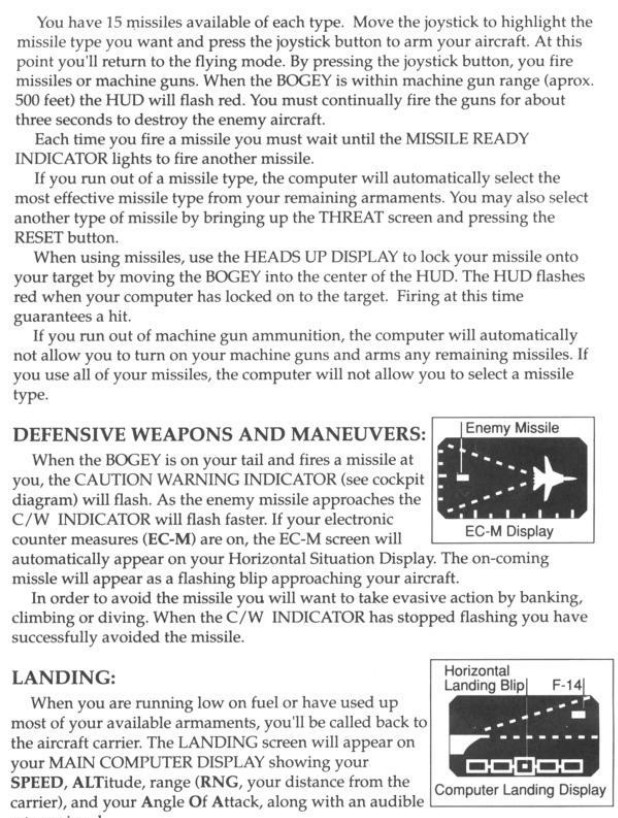 You have 15 missiles available of each type. Move the joystick to highlight the
missile type you want and press the joystick button to arm your aircraft. At this
point you'll return to the flying mode. By pressing the joystick button, you fire
missiles or machine guns. When the BOGEY is within machine gun range (aprox.
500 feet) the HUD will flash red. You must continually fire the guns for about
three seconds to destroy the enemy aircraft.
Each time you fire a missile you must wait until the MISSILE READY
INDICATOR lights to fire another missile.
If you run out of a missile type, the computer will automatically select the
most effective missile type from your remaining armaments. You may also select
another type of missile by bringing up the THREAT screen and pressing the
RESET button.
When using missiles, use the HEADS UP DISPLAY to lock your missile onto
your target by moving the BOGEY into the center of the HUD. The HUD flashes
red when your computer has locked on to the target. Firing at this time
guarantees a hit.
If you run out of machine gun ammunition, the computer will automatically
not allow you to turn on your machine guns and arms any remaining missiles. If
you use all of your missiles, the computer will not allow you to select a missile
type.
DEFENSIVE WEAPONS AND MANEUVERS:
When the BOGEY is on your tail and fires a missile at
you, the CAUTION WARNING INDICATOR (see cockpit
diagram) will flash. As the enemy missile approaches the
C/W INDICATOR will flash faster. If your electronic
counter measures (EC-M) are on, the EC-M screen will
automatically appear on your Horizontal Situation Display. The on-coming
missle will appear as a flashing blip approaching your aircraft.
In order to avoid the missile you will want to take evasive action by banking,
climbing or diving. When the C/W INDICATOR has stopped flashing you have
successfully avoided the missile.
Enemy Missile
EC-M Display
LANDING:
When you are running low on fuel or have used up
most of your available armaments, you'll be called back to
the aircraft carrier. The LANDING screen will appear on
your MAIN COMPUTER DISPLAY showing your
SPEED, ALTitude, range (RNG, your distance from the
carrier), and your Angle Of Attack, along with an audible
Horizontal
Landing Blip F-14
Computer Landing Display